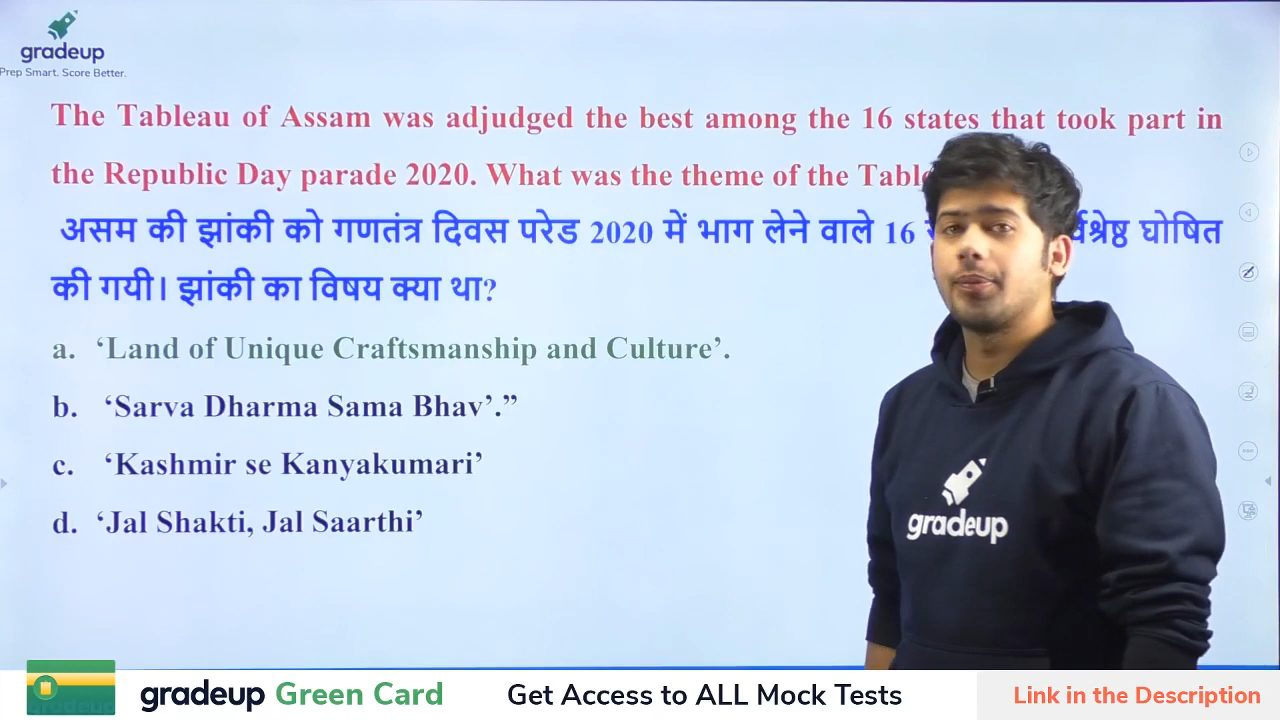 gradeup
Prep Smart. Score Better.
The Tableau of Assam was adjudged the best among the 16 states that took part in
the Republic Day parade 2020. What was the theme of the
असम की झांकी को गणतंत्र दिवस परेड 2020 में भाग लेने वाले 16 घोषित
की गयी। झांकी का विषय क्या था?
a. ‘Land of Unique Craftsmanship and Culture’.
b. ‘Sarva Dharma Sama Bhav’.”
c. ‘Kashmir se Kanyakumari’
d. ‘Jal Shakti, Jal Saarthi’
gradeup
gradeup Green Card Get Access to ALL Mock Tests Link in the Description